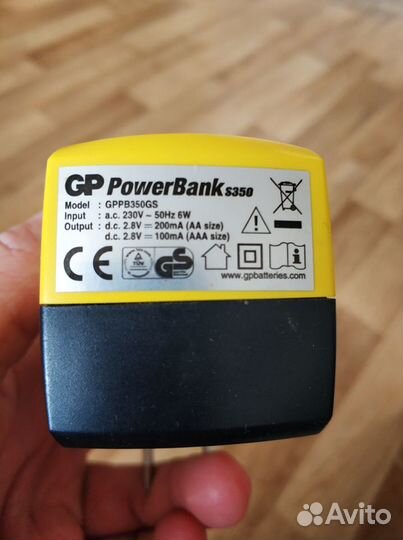 GP PowerBank S350
Model : GPPB350GS
Input : a.c. 230V ~ 50Hz 6W
Output : d.c. 2.8V ⎓ 200mA (AA size)
d.c. 2.8V ⎓ 100mA (AAA size)
CE TÜV GS
www.gpbatteries.com
Avito